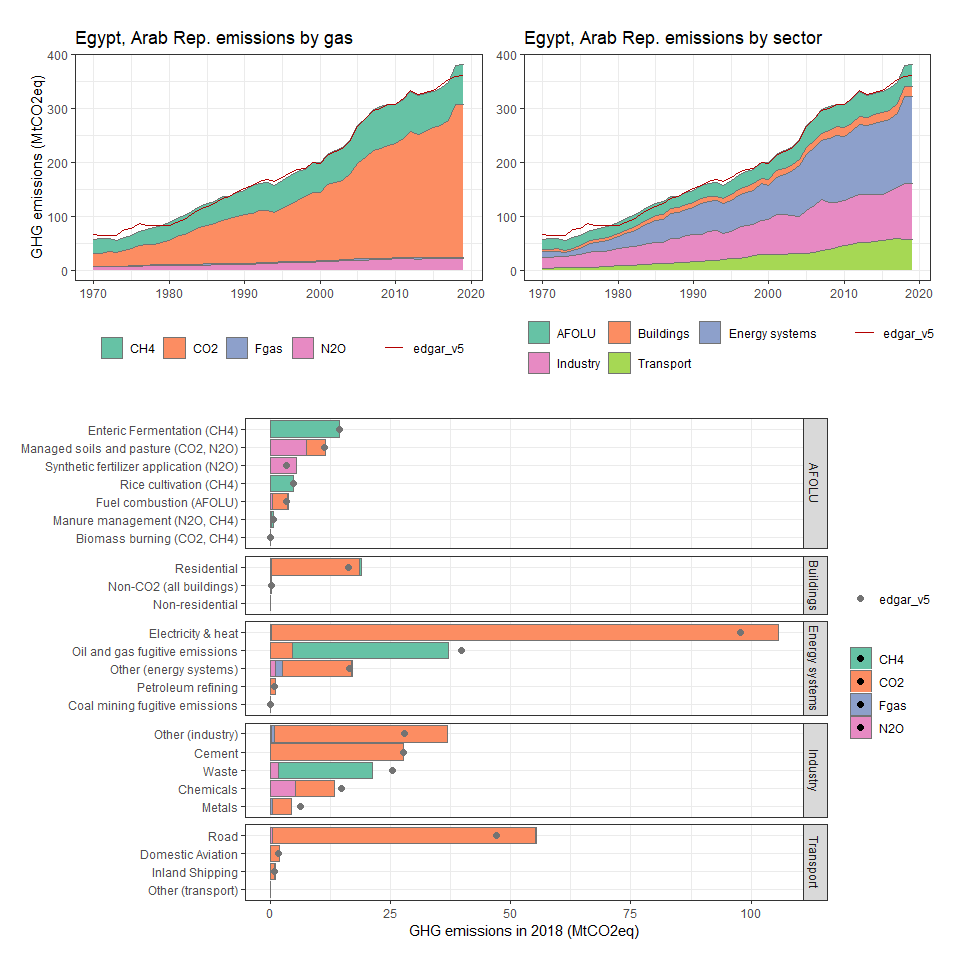 Egypt, Arab Rep. emissions by gas
GHG emissions (MtCO2eq)
400
300
200
100
0
1970 1980 1990 2000 2010 2020
CH4 CO2 Fgas N2O edgar_v5
Egypt, Arab Rep. emissions by sector
400
300
200
100
0
1970 1980 1990 2000 2010 2020
AFOLU Buildings Energy systems edgar_v5
Industry Transport
Enteric Fermentation (CH4)
Managed soils and pasture (CO2, N2O)
Synthetic fertilizer application (N2O)
Rice cultivation (CH4)
Fuel combustion (AFOLU)
Manure management (N2O, CH4)
Biomass burning (CO2, CH4)
AFOLU
Residential
Non-CO2 (all buildings)
Non-residential
Buildings
Electricity & heat
Oil and gas fugitive emissions
Other (energy systems)
Petroleum refining
Coal mining fugitive emissions
Energy systems
Other (industry)
Cement
Waste
Chemicals
Metals
Industry
Road
Domestic Aviation
Inland Shipping
Other (transport)
Transport
0 25 50 75 100
GHG emissions in 2018 (MtCO2eq)
edgar_v5
CH4
CO2
Fgas
N2O